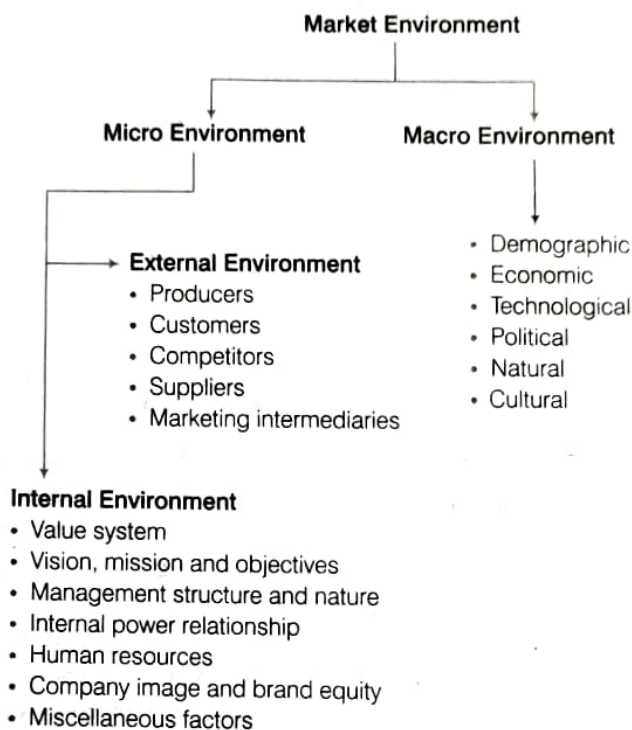 Market Environment
Micro Environment
Macro Environment
External Environment
• Producers
• Customers
• Competitors
• Suppliers
• Marketing intermediaries
• Demographic
• Economic
• Technological
• Political
• Natural
• Cultural
Internal Environment
• Value system
• Vision, mission and objectives
• Management structure and nature
• Internal power relationship
• Human resources
• Company image and brand equity
• Miscellaneous factors